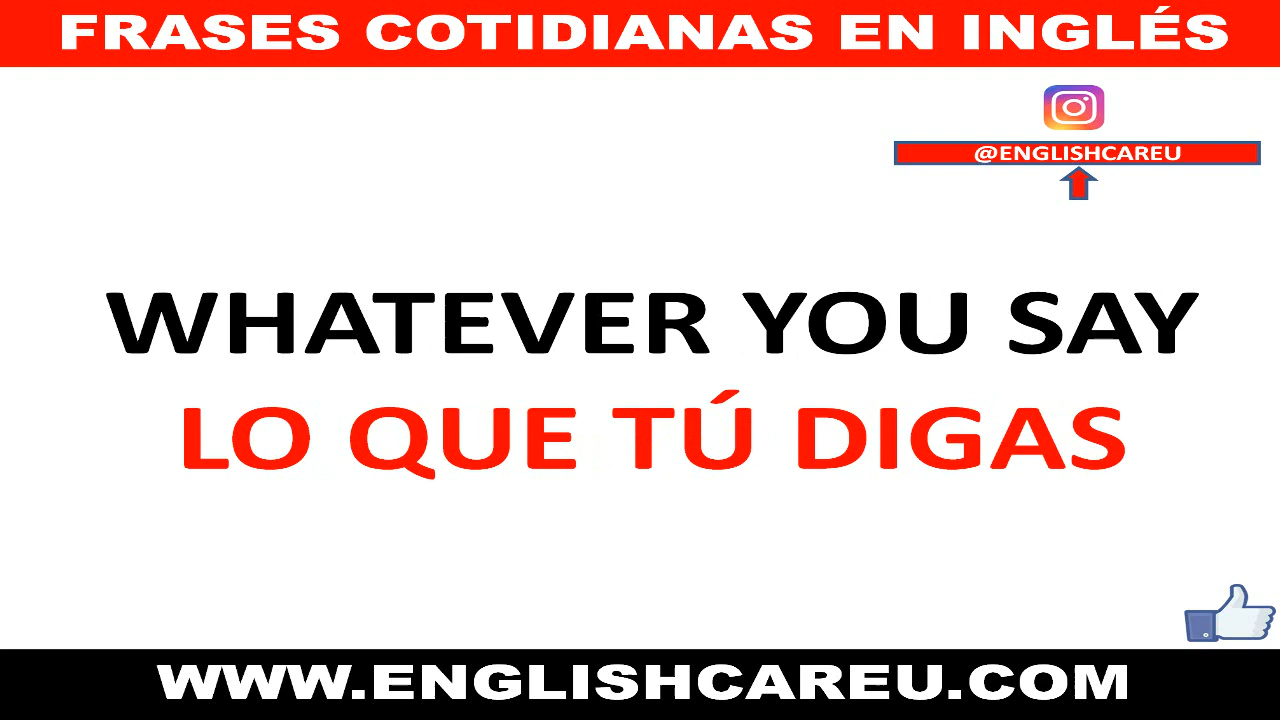 FRASES COTIDIANAS EN INGLÉS
@ENGLISHCAREU
WHATEVER YOU SAY
LO QUE TÚ DIGAS
WWW.ENGLISHCAREU.COM